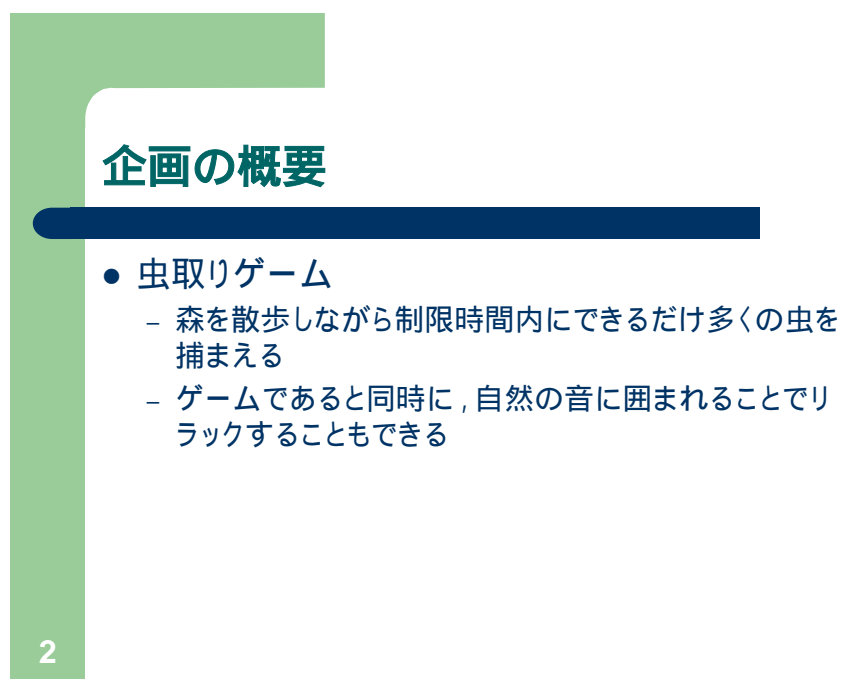 企画の概要
● 虫取りゲーム
– 森を散歩しながら制限時間内にできるだけ多くの虫を
捕まえる
– ゲームであると同時に,自然の音に囲まれることでリ
ラックすることもできる
2